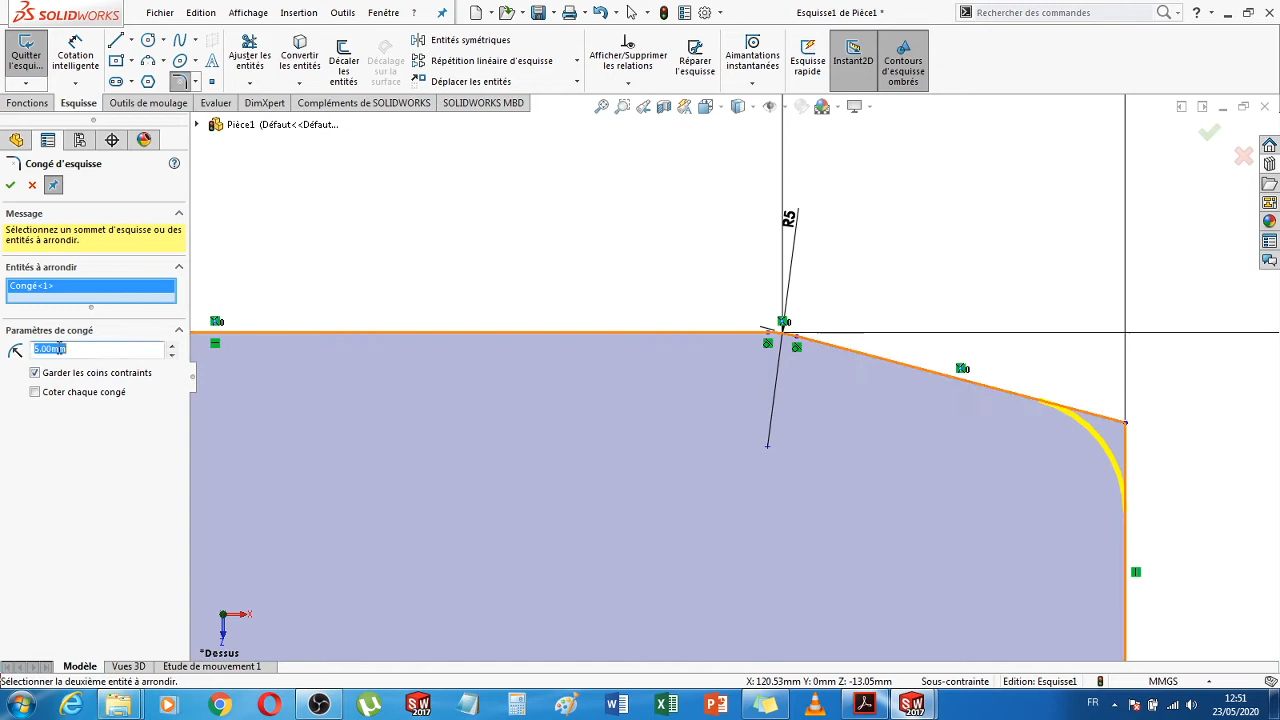 SOLIDWORKS
Fichier Edition Affichage Insertion Outils Fenêtre
Esquisse1 de Pièce1 *
Rechercher des commandes
Quitter l'esqui...
Cotation intelligente
Ajuster les entités
Convertir les entités
Décaler les entités
Décalage sur la surface
Entités symétriques
Répétition linéaire d'esquisse
Déplacer les entités
Afficher/Supprimer les relations
Réparer l'esquisse
Aimantations instantanées
Esquisse rapide
Instant2D
Contours d'esquisse ombrés
Fonctions Esquisse Outils de moulage Evaluer DimXpert Compléments de SOLIDWORKS SOLIDWORKS MBD
Pièce1 (Défaut<<Défaut...
Congé d'esquisse
Message
Sélectionnez un sommet d'esquisse ou des
entités à arrondir.
Entités à arrondir
Congé<1>
Paramètres de congé
5.00mm
Garder les coins contraints
Coter chaque congé
R5
X
Z
*Dessus
Modèle Vues 3D Etude de mouvement 1
Sélectionner la deuxième entité à arrondir.
X: 120.53mm Y: 0mm Z: -13.05mm Sous-contrainte Edition: Esquisse1 MMGS
FR
12:51
23/05/2020